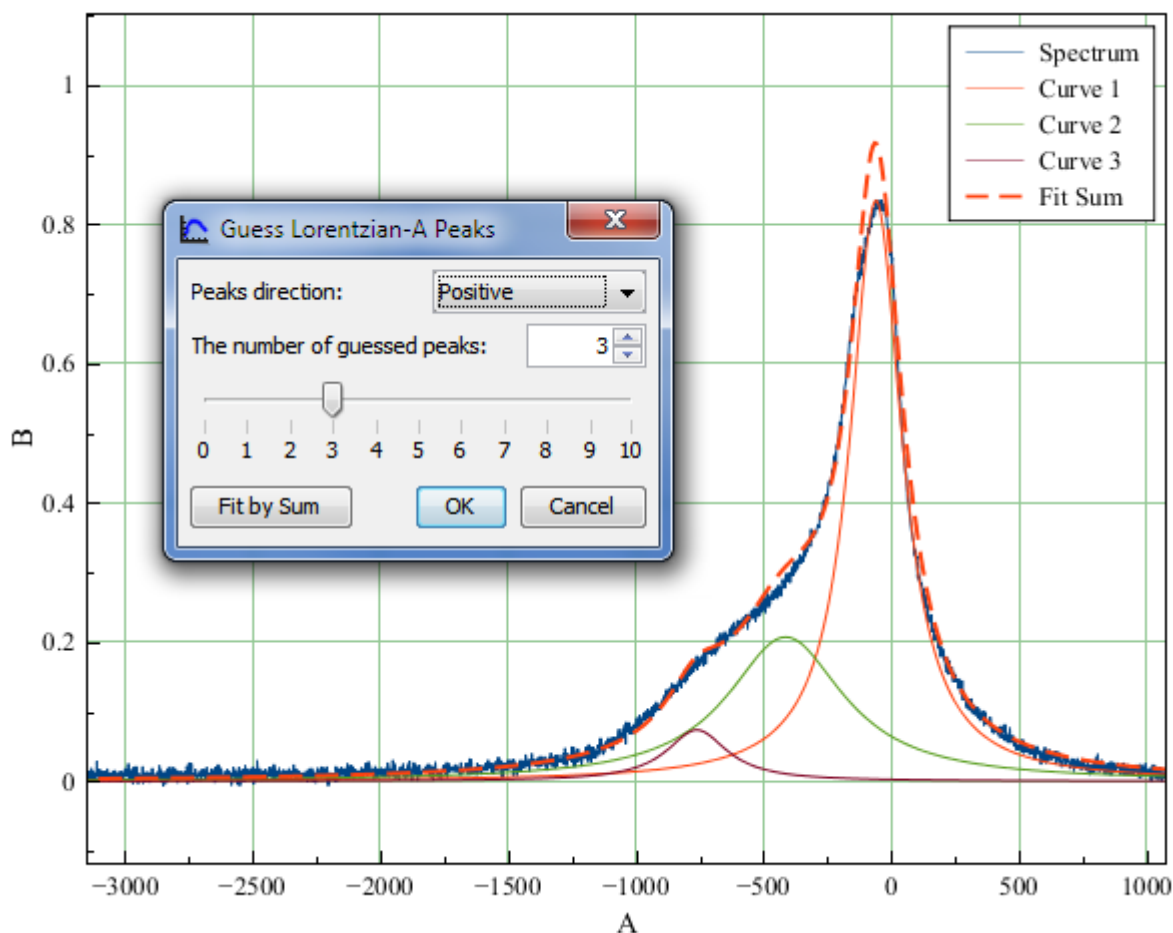 Spectrum
Curve 1
Curve 2
Curve 3
Fit Sum
1
0.8
0.6
0.4
0.2
0
B
Guess Lorentzian-A Peaks
Peaks direction: Positive
The number of guessed peaks: 3
0 1 2 3 4 5 6 7 8 9 10
Fit by Sum OK Cancel
−3000 −2500 −2000 −1500 −1000 −500 0 500 1000
A